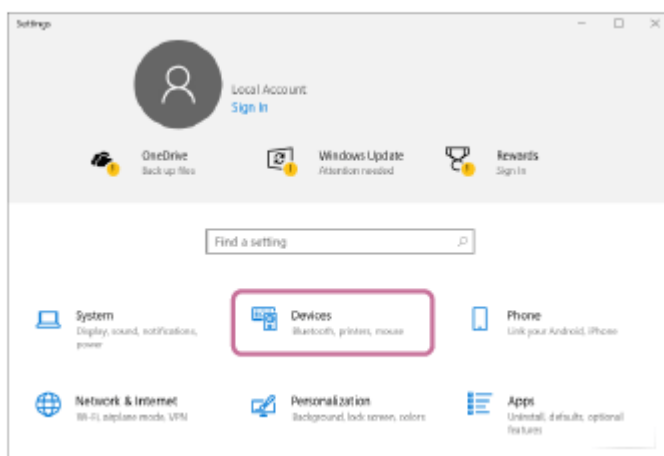 Settings
Local Account
Sign In
OneDrive
Back up files
Windows Update
Attention needed
Rewards
Sign In
Find a setting
System
Display, sound, notifications,
power
Devices
Bluetooth, printers, mouse
Phone
Link your Android, iPhone
Network & Internet
Wi-Fi, airplane mode, VPN
Personalization
Background, lock screen, colors
Apps
Uninstall, defaults, optional
features